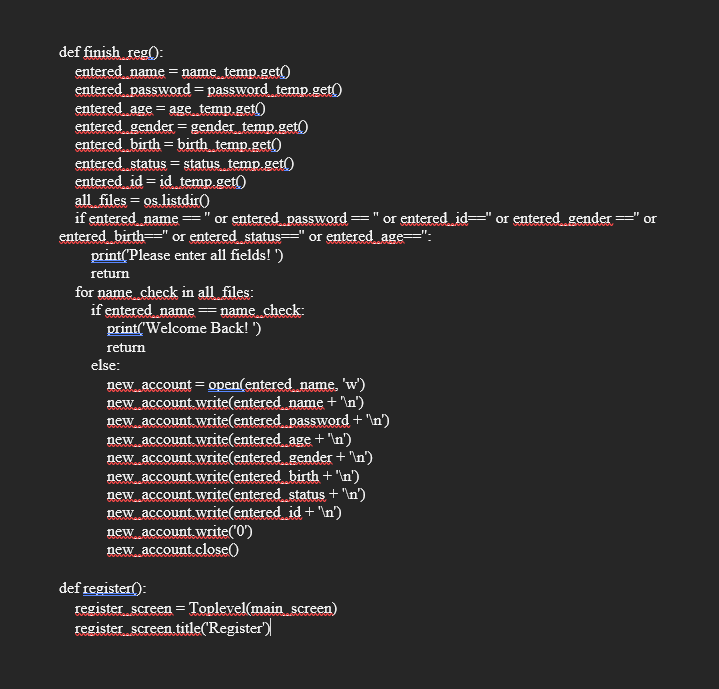 def finish_reg():
entered_name = name_temp.get()
entered_password = password_temp.get()
entered_age = age_temp.get()
entered_gender = gender_temp.get()
entered_birth = birth_temp.get()
entered_status = status_temp.get()
entered_id = id_temp.get()
all_files = os.listdir()
if entered_name == '' or entered_password == '' or entered_id=='' or entered_gender =='' or
entered_birth=='' or entered_status=='' or entered_age=='':
print('Please enter all fields! ')
return
for name_check in all_files:
if entered_name == name_check:
print('Welcome Back! ')
return
else:
new_account = open(entered_name, 'w')
new_account.write(entered_name + '\n')
new_account.write(entered_password + '\n')
new_account.write(entered_age + '\n')
new_account.write(entered_gender + '\n')
new_account.write(entered_birth + '\n')
new_account.write(entered_status + '\n')
new_account.write(entered_id + '\n')
new_account.write('0')
new_account.close()
def register():
register_screen = Toplevel(main_screen)
register_screen.title('Register')